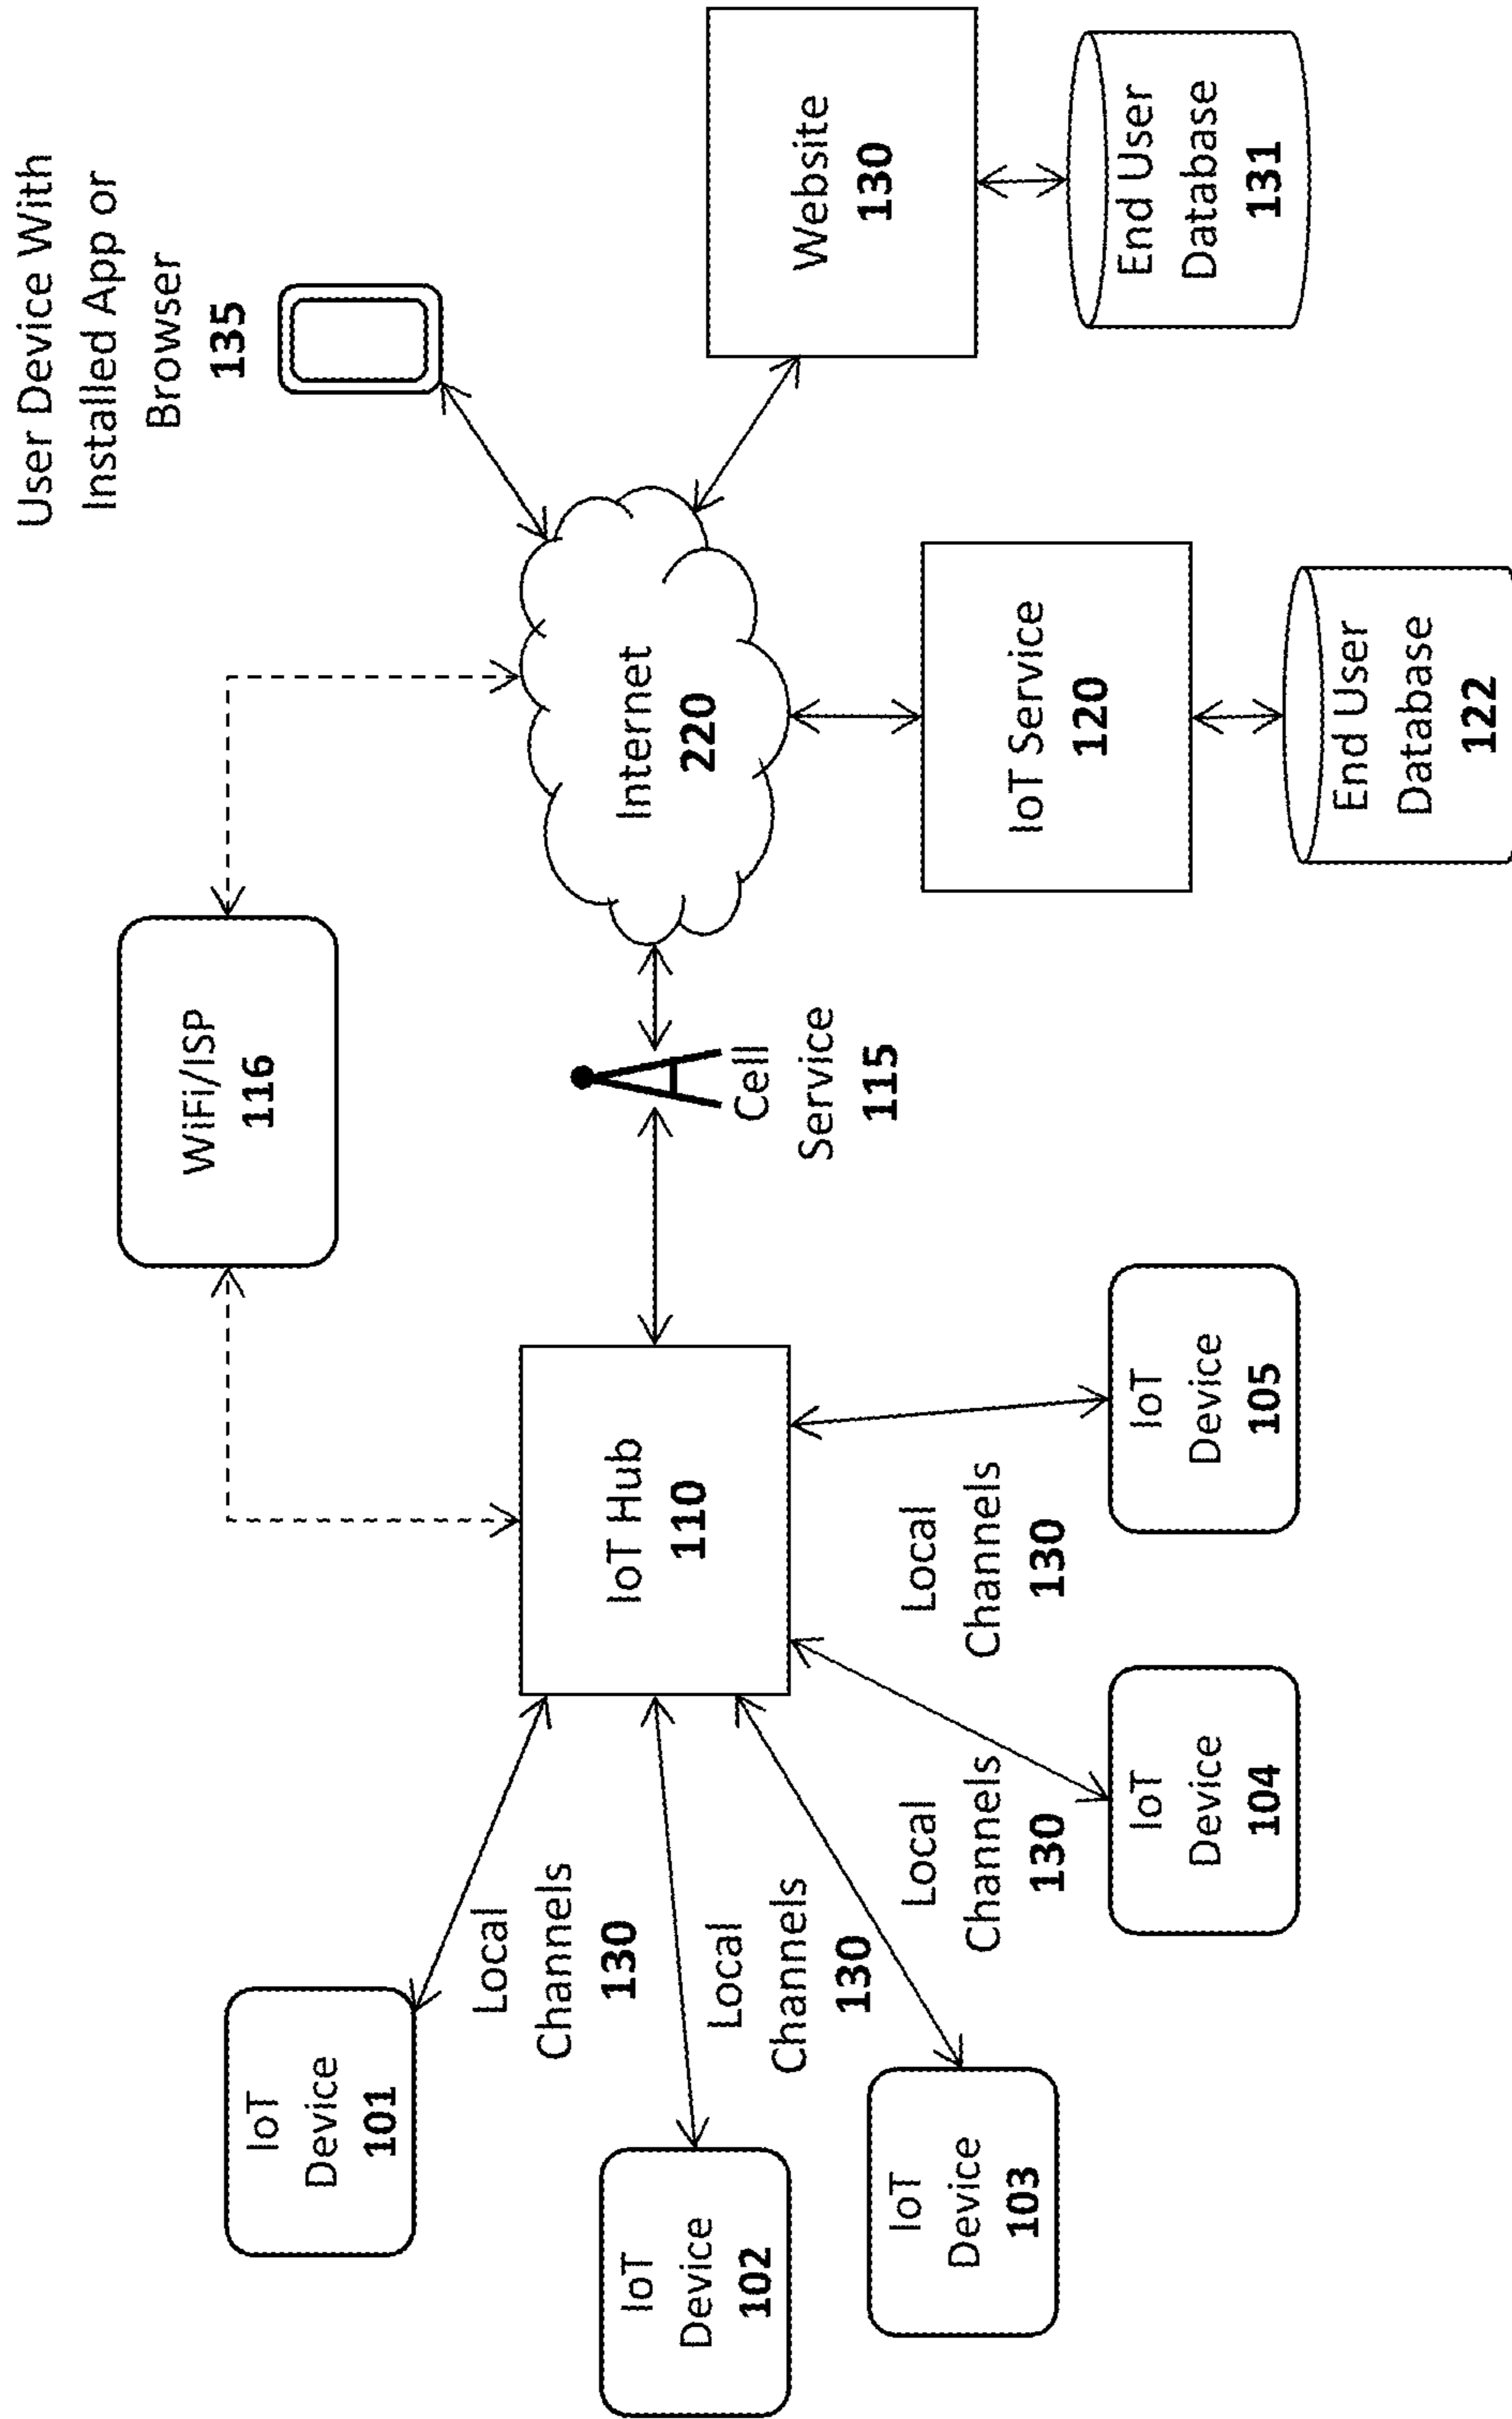 User Device With
Installed App or
Browser
135
WiFi/ISP
116
IoT
Device
101
Local
Channels
130
IoT
Device
102
Local
Channels
130
IoT
Device
103
IoT Hub
110
Cell
Service
115
Internet
220
Website
130
End User
Database
131
Local
Channels
130
IoT
Device
104
Local
Channels
130
IoT
Device
105
IoT Service
120
End User
Database
122